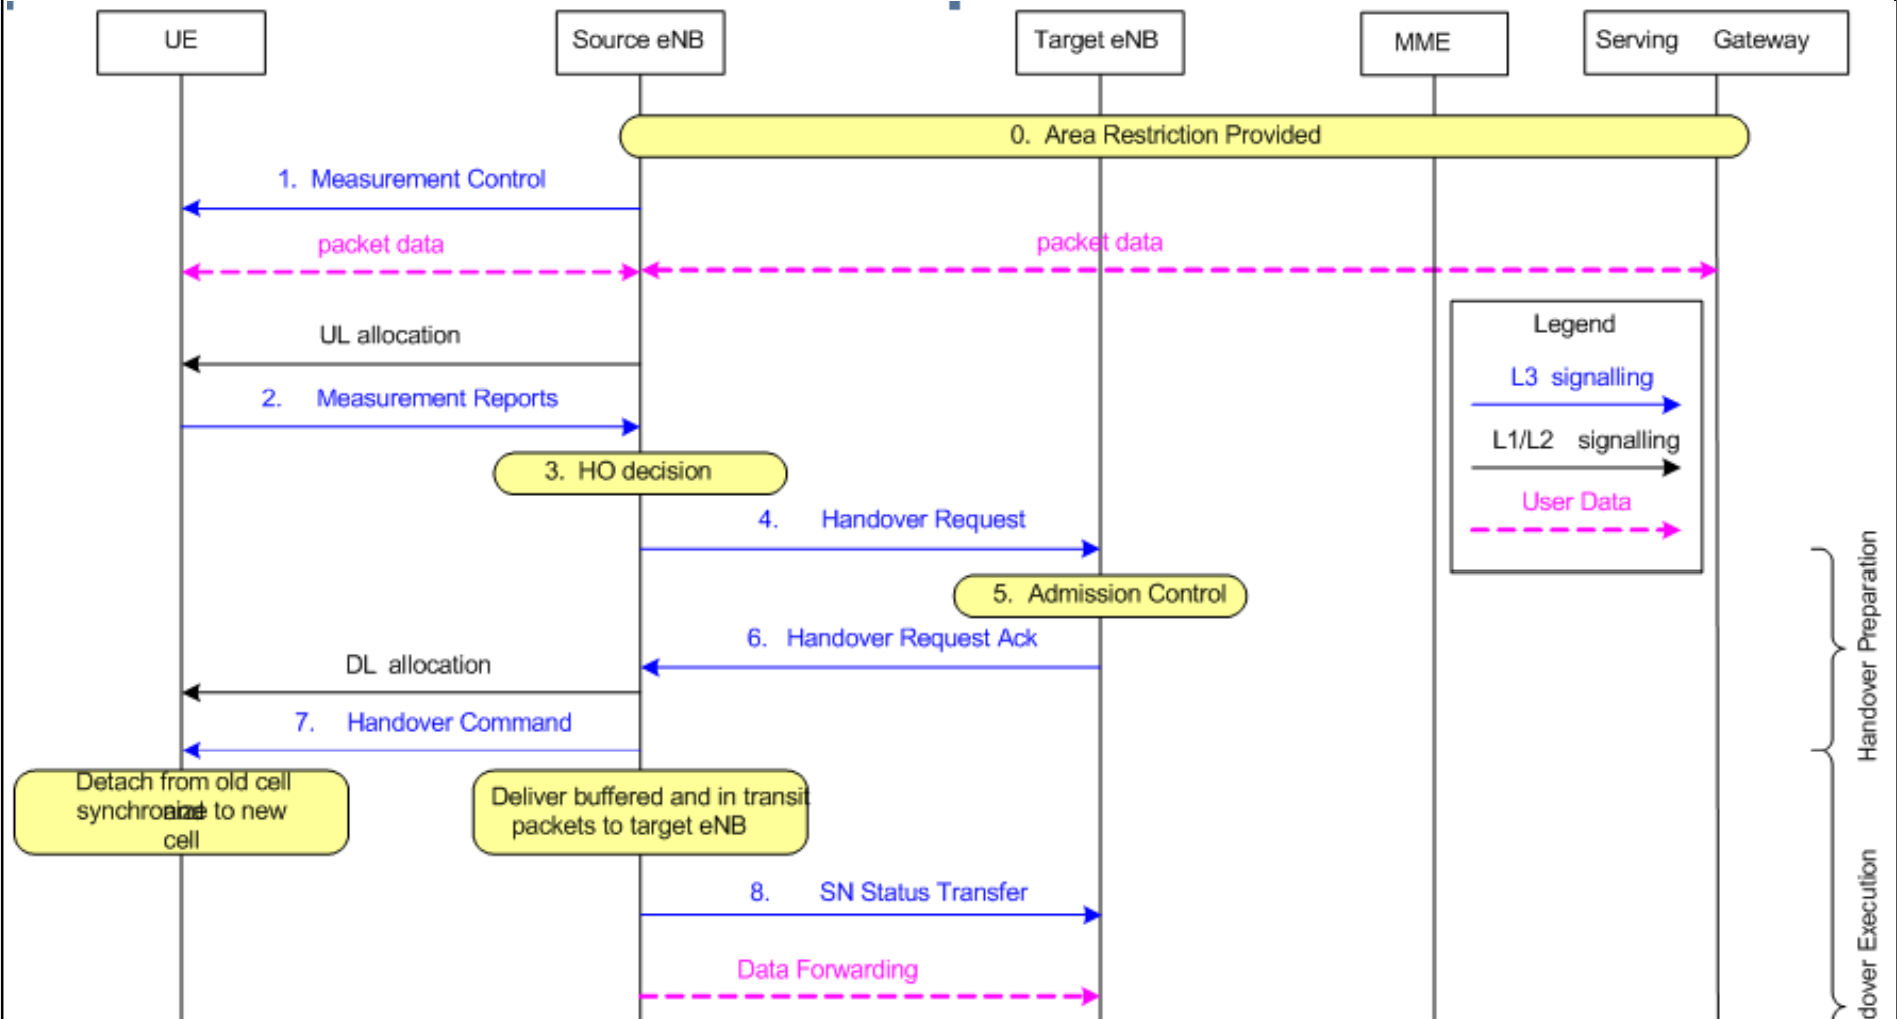 UE
Source eNB
Target eNB
MME
Serving Gateway
0. Area Restriction Provided
1. Measurement Control
packet data
packet data
UL allocation
Legend
L3 signalling
L1/L2 signalling
User Data
2. Measurement Reports
3. HO decision
4. Handover Request
5. Admission Control
6. Handover Request Ack
DL allocation
7. Handover Command
Handover Preparation
Detach from old cell
and
synchronize to new
cell
Deliver buffered and in transit
packets to target eNB
8. SN Status Transfer
Data Forwarding
dover Execution